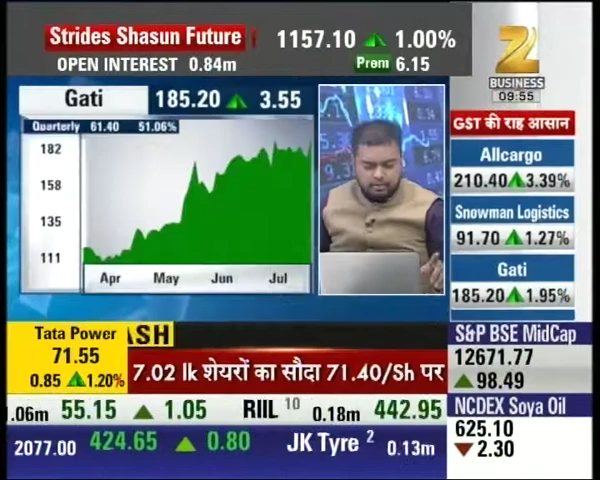 Strides Shasun Future 1157.10 1.00%
OPEN INTEREST 0.84m Prem 6.15
Z
BUSINESS
09:55
Gati 185.20 3.55
Quarterly 61.40 51.06%
182
158
135
111
Apr May Jun Jul
GST की राह आसान
Allcargo
210.40 3.39%
Snowman Logistics
91.70 1.27%
Gati
185.20 1.95%
Tata Power
71.55
0.85 1.20%
ASH
7.02 lk शेयरों का सौदा 71.40/Sh पर
S&P BSE MidCap
12671.77
98.49
1.06m 55.15 1.05 RIIL 10 0.18m 442.95
NCDEX Soya Oil
625.10
2.30
2077.00 424.65 0.80 JK Tyre 2 0.13m